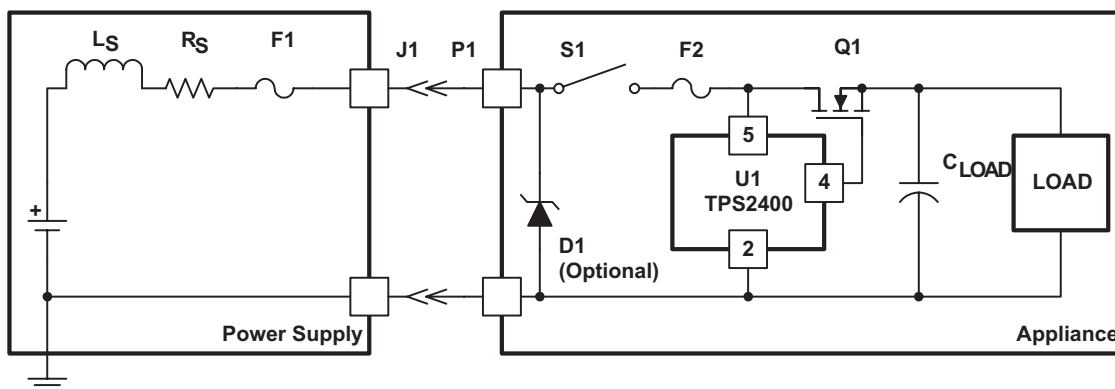 LS
RS
F1
J1
P1
S1
F2
Q1
5
U1
TPS2400
4
CLOAD
LOAD
+
D1
(Optional)
2
Power Supply
Appliance